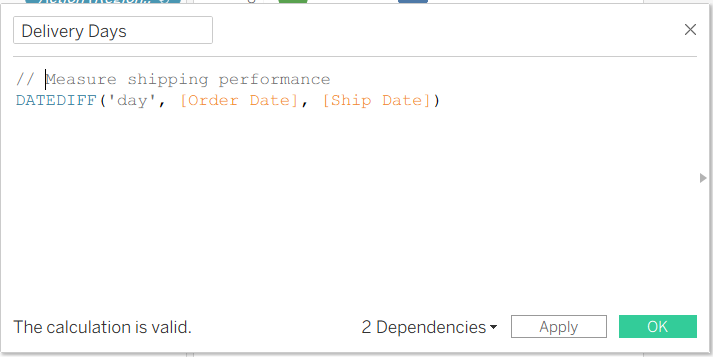 Delivery Days
// Measure shipping performance
DATEDIFF('day', [Order Date], [Ship Date])
The calculation is valid.
2 Dependencies
Apply
OK